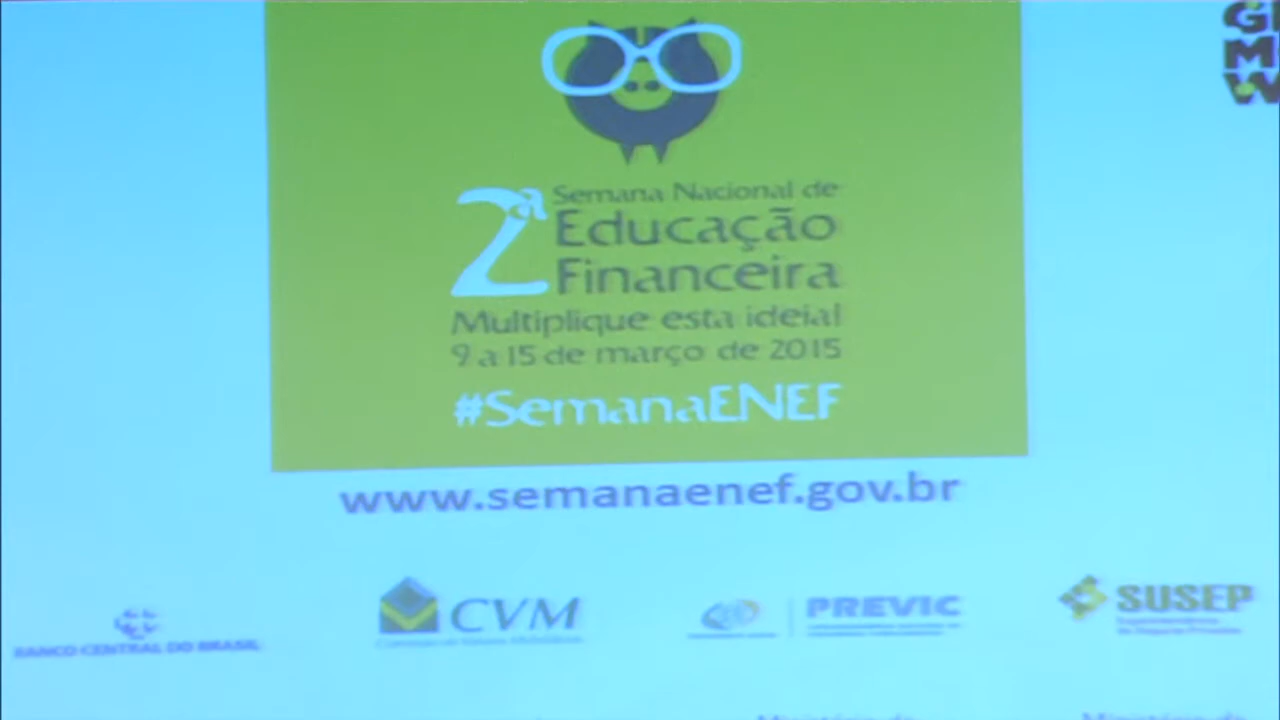 2ª Semana Nacional de
Educação
Financeira
Multiplique esta ideia!
9 a 15 de março de 2015
#SemanaENEF
www.semanaenef.gov.br
BANCO CENTRAL DO BRASIL
CVM
PREVIC
SUSEP